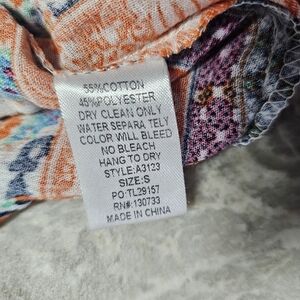 55%COTTON
45%POLYESTER
DRY CLEAN ONLY
WATER SEPARA TELY
COLOR WILL BLEED
NO BLEACH
HANG TO DRY
STYLE:A3123
SIZE:S
PO:TL29157
RN#:130733
MADE IN CHINA